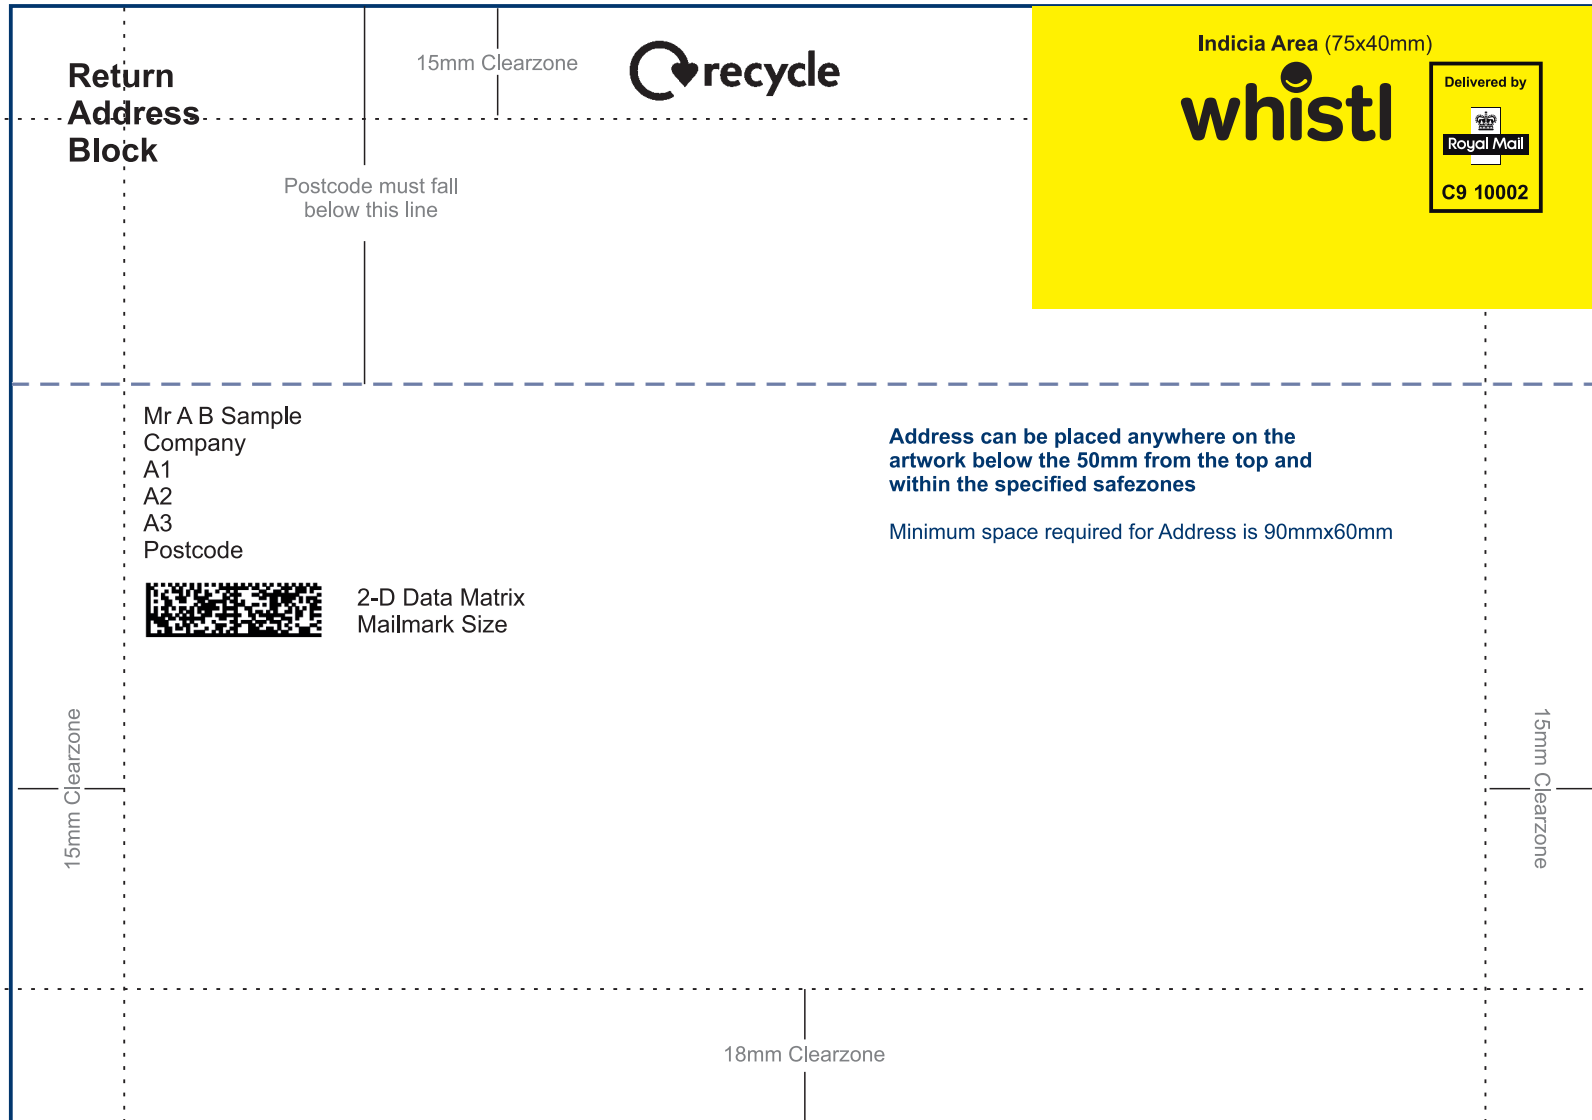 Return
Address
Block
15mm Clearzone
recycle
Indicia Area (75x40mm)
whistl
Delivered by
Royal Mail
C9 10002
Postcode must fall
below this line
Mr A B Sample
Company
A1
A2
A3
Postcode
2-D Data Matrix
Mailmark Size
Address can be placed anywhere on the
artwork below the 50mm from the top and
within the specified safezones
Minimum space required for Address is 90mmx60mm
15mm Clearzone
15mm Clearzone
18mm Clearzone